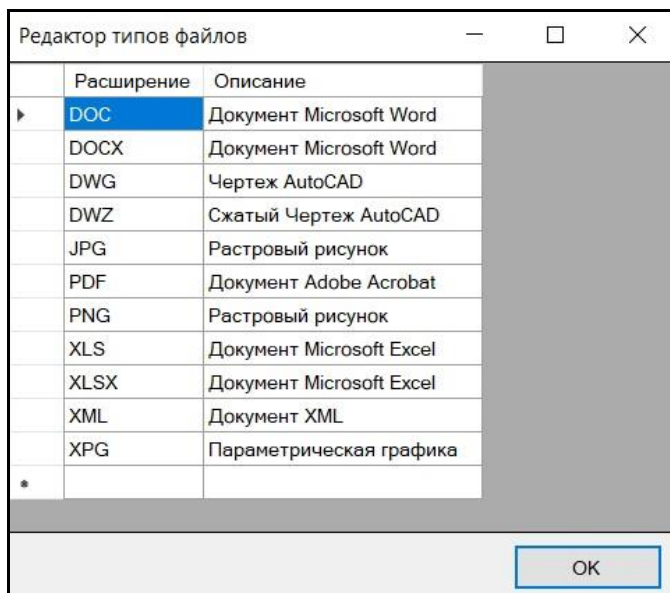 Редактор типов файлов
Расширение Описание
DOC Документ Microsoft Word
DOCX Документ Microsoft Word
DWG Чертеж AutoCAD
DWZ Сжатый Чертеж AutoCAD
JPG Растровый рисунок
PDF Документ Adobe Acrobat
PNG Растровый рисунок
XLS Документ Microsoft Excel
XLSX Документ Microsoft Excel
XML Документ XML
XPG Параметрическая графика
*
OK